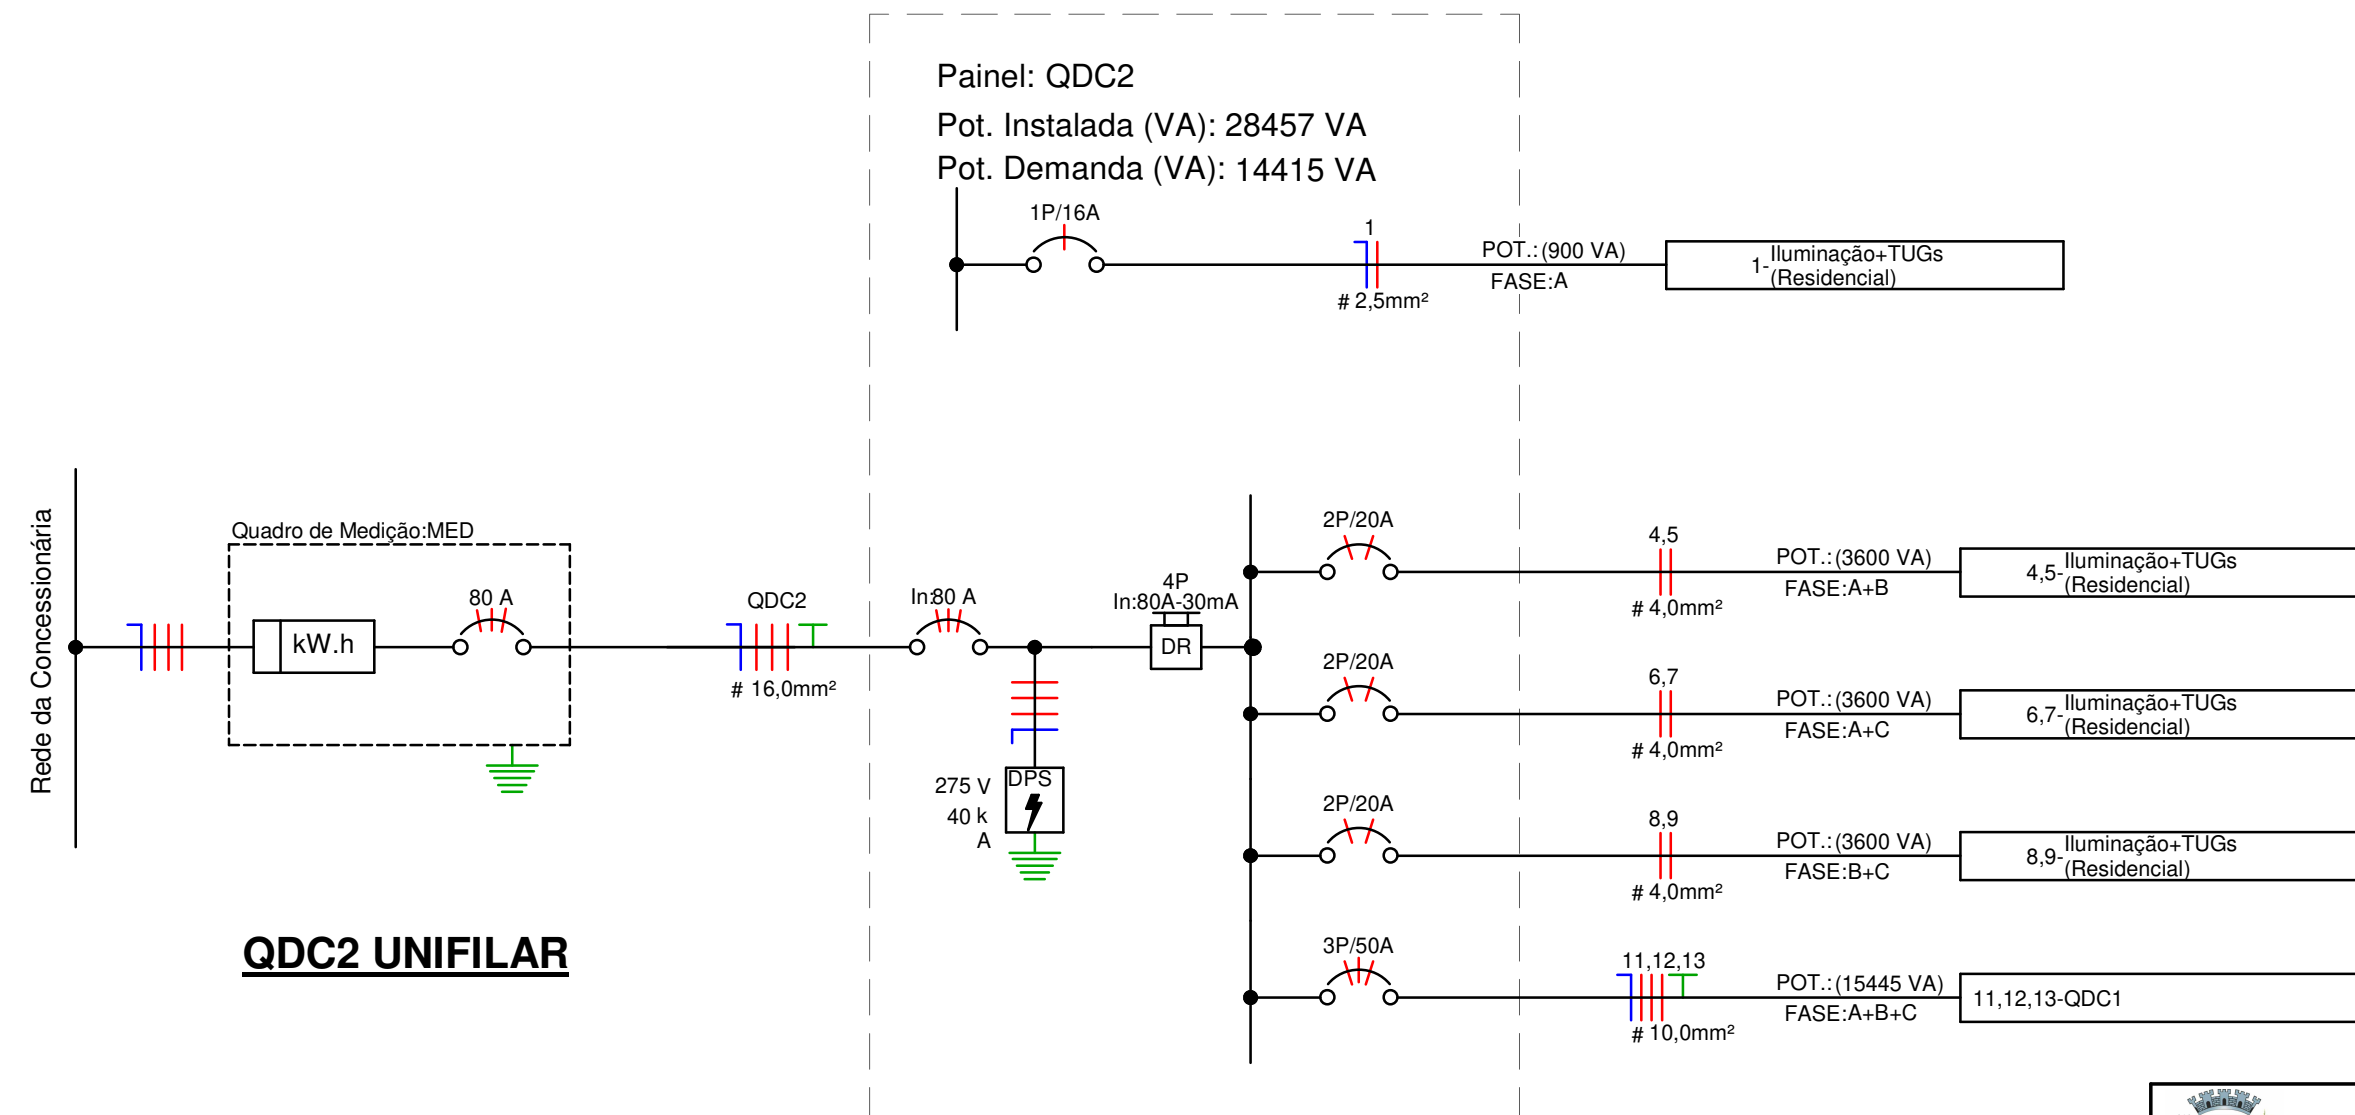 Painel: QDC2
Pot. Instalada (VA): 28457 VA
Pot. Demanda (VA): 14415 VA
1P/16A
1
# 2,5mm²
POT.: (900 VA)
FASE:A
1-Iluminação+TUGs
(Residencial)
Rede da Concessionária
Quadro de Medição:MED
kW.h
80 A
QDC2
# 16,0mm²
In:80 A
275 V
40 k
A
DPS
4P
In:80A-30mA
DR
2P/20A
4,5
# 4,0mm²
POT.: (3600 VA)
FASE:A+B
4,5-Iluminação+TUGs
(Residencial)
2P/20A
6,7
# 4,0mm²
POT.: (3600 VA)
FASE:A+C
6,7-Iluminação+TUGs
(Residencial)
2P/20A
8,9
# 4,0mm²
POT.: (3600 VA)
FASE:B+C
8,9-Iluminação+TUGs
(Residencial)
3P/50A
11,12,13
# 10,0mm²
POT.: (15445 VA)
FASE:A+B+C
11,12,13-QDC1
QDC2 UNIFILAR